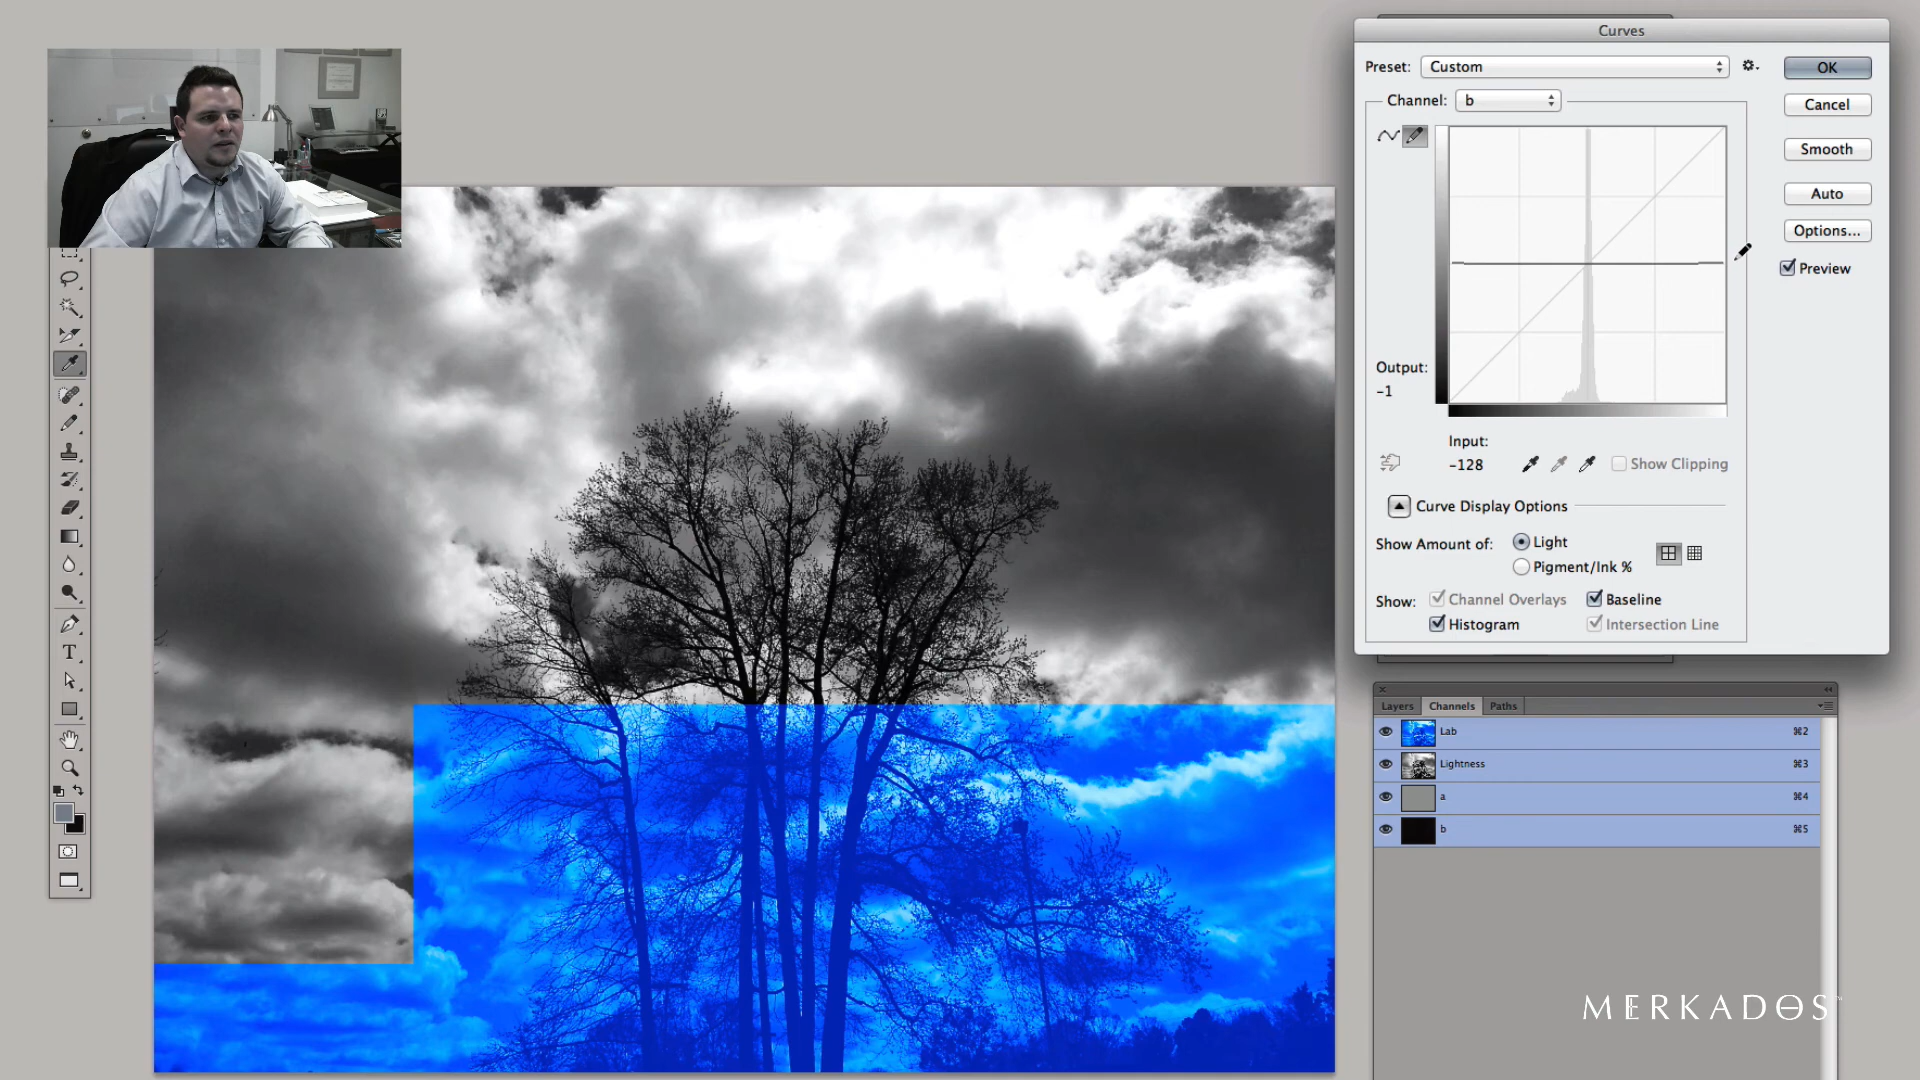 Curves
Preset: Custom
OK
Channel: b
Cancel
Smooth
Auto
Options...
Preview
Output:
-1
Input:
-128
Show Clipping
Curve Display Options
Show Amount of: Light
Pigment/Ink %
Show: Channel Overlays Baseline
Histogram Intersection Line
Layers Channels Paths
Lab ⌘2
Lightness ⌘3
a ⌘4
b ⌘5
T
MERKADOS™